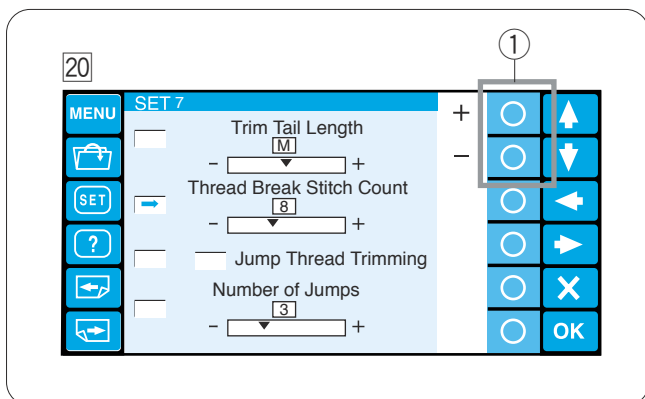 ①
20
MENU
SET 7
+
Trim Tail Length
M
- +
−
SET
Thread Break Stitch Count
8
- +
?
Jump Thread Trimming
Number of Jumps
3
- +
X
OK